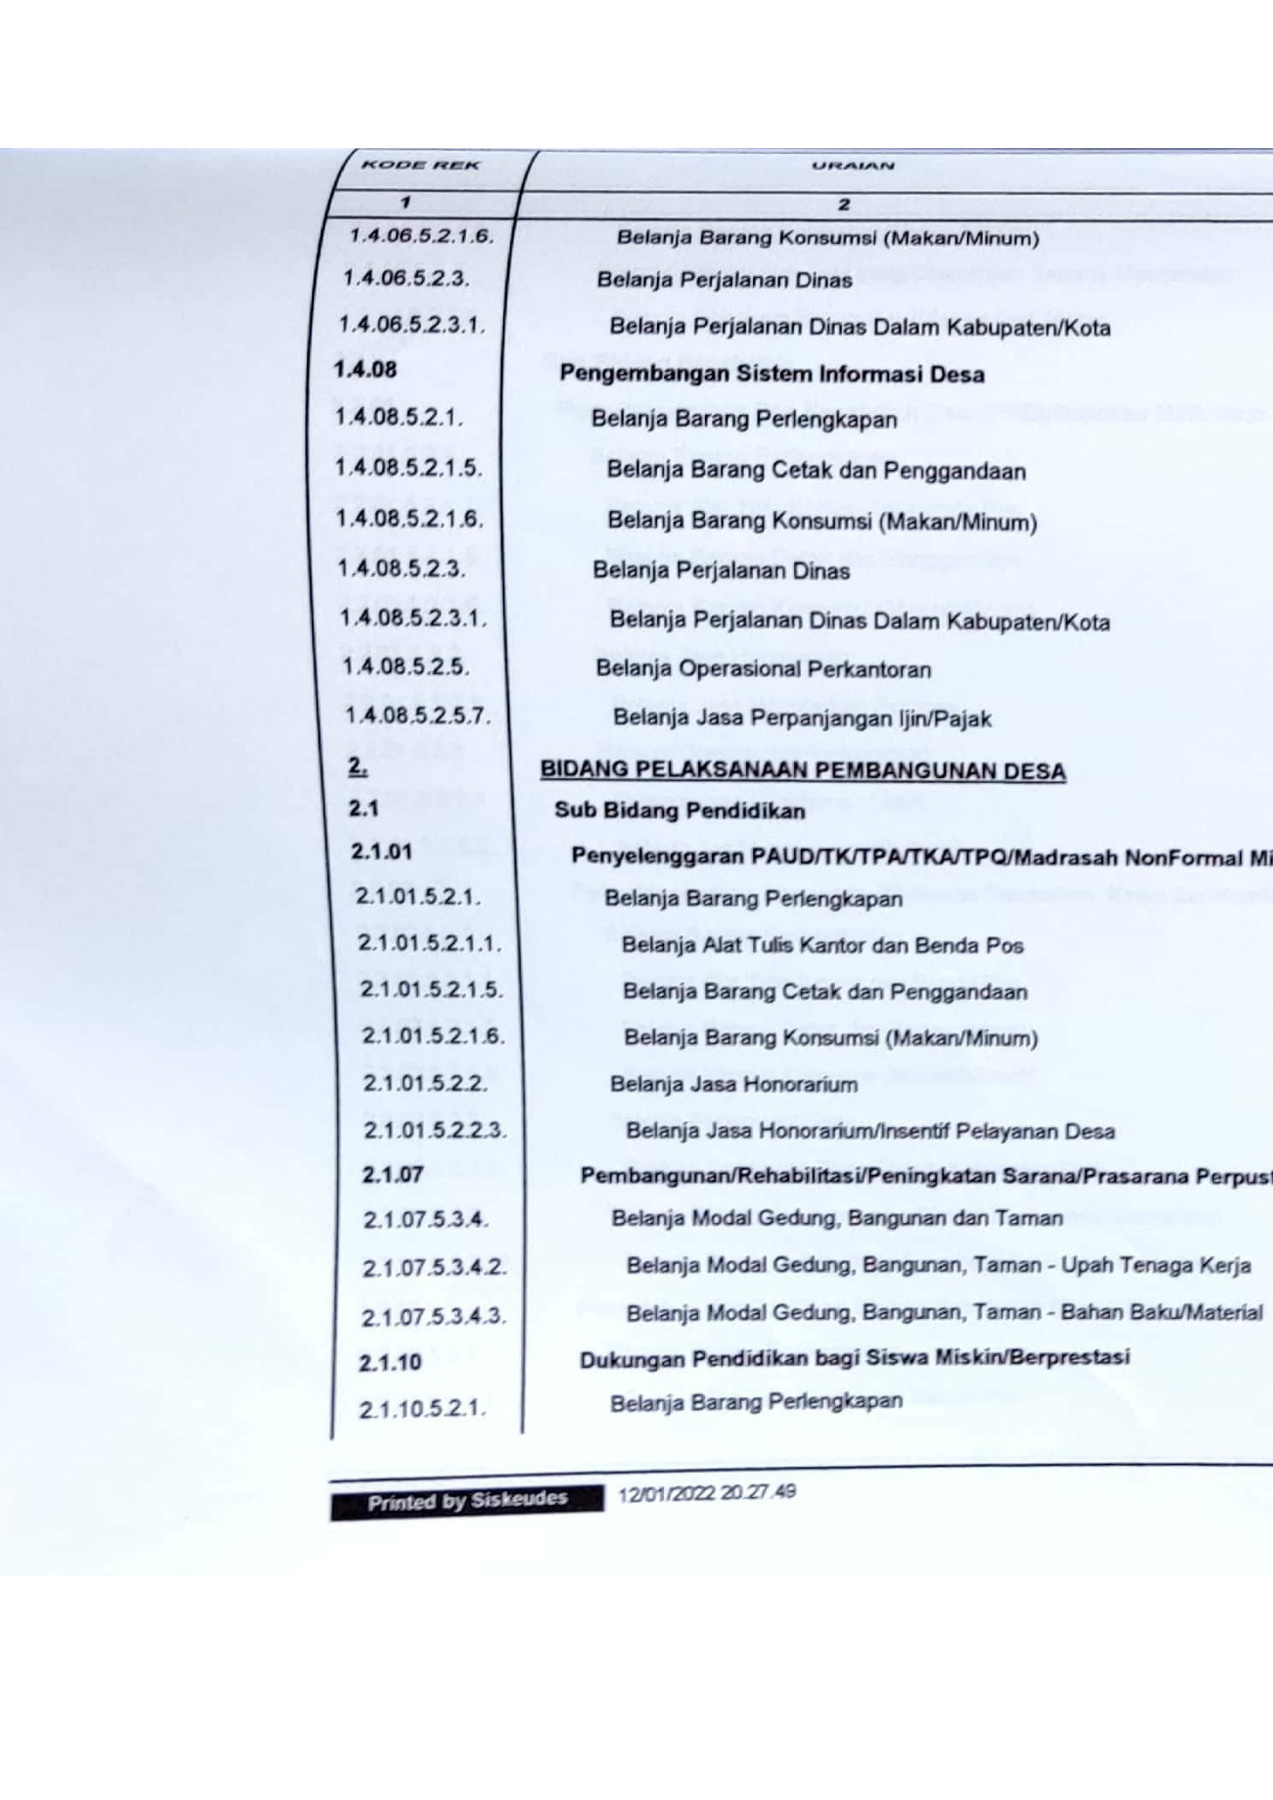 KODE REK URAIAN
1 2
1.4.06.5.2.1.6. Belanja Barang Konsumsi (Makan/Minum)
1.4.06.5.2.3. Belanja Perjalanan Dinas
1.4.06.5.2.3.1. Belanja Perjalanan Dinas Dalam Kabupaten/Kota
1.4.08 Pengembangan Sistem Informasi Desa
1.4.08.5.2.1. Belanja Barang Perlengkapan
1.4.08.5.2.1.5. Belanja Barang Cetak dan Penggandaan
1.4.08.5.2.1.6. Belanja Barang Konsumsi (Makan/Minum)
1.4.08.5.2.3. Belanja Perjalanan Dinas
1.4.08.5.2.3.1. Belanja Perjalanan Dinas Dalam Kabupaten/Kota
1.4.08.5.2.5. Belanja Operasional Perkantoran
1.4.08.5.2.5.7. Belanja Jasa Perpanjangan Ijin/Pajak
2. BIDANG PELAKSANAAN PEMBANGUNAN DESA
2.1 Sub Bidang Pendidikan
2.1.01 Penyelenggaran PAUD/TK/TPA/TKA/TPQ/Madrasah NonFormal Mi
2.1.01.5.2.1. Belanja Barang Perlengkapan
2.1.01.5.2.1.1. Belanja Alat Tulis Kantor dan Benda Pos
2.1.01.5.2.1.5. Belanja Barang Cetak dan Penggandaan
2.1.01.5.2.1.6. Belanja Barang Konsumsi (Makan/Minum)
2.1.01.5.2.2. Belanja Jasa Honorarium
2.1.01.5.2.2.3. Belanja Jasa Honorarium/Insentif Pelayanan Desa
2.1.07 Pembangunan/Rehabilitasi/Peningkatan Sarana/Prasarana Perpust
2.1.07.5.3.4. Belanja Modal Gedung, Bangunan dan Taman
2.1.07.5.3.4.2. Belanja Modal Gedung, Bangunan, Taman - Upah Tenaga Kerja
2.1.07.5.3.4.3. Belanja Modal Gedung, Bangunan, Taman - Bahan Baku/Material
2.1.10 Dukungan Pendidikan bagi Siswa Miskin/Berprestasi
2.1.10.5.2.1. Belanja Barang Perlengkapan
Printed by Siskeudes 12/01/2022 20.27.49